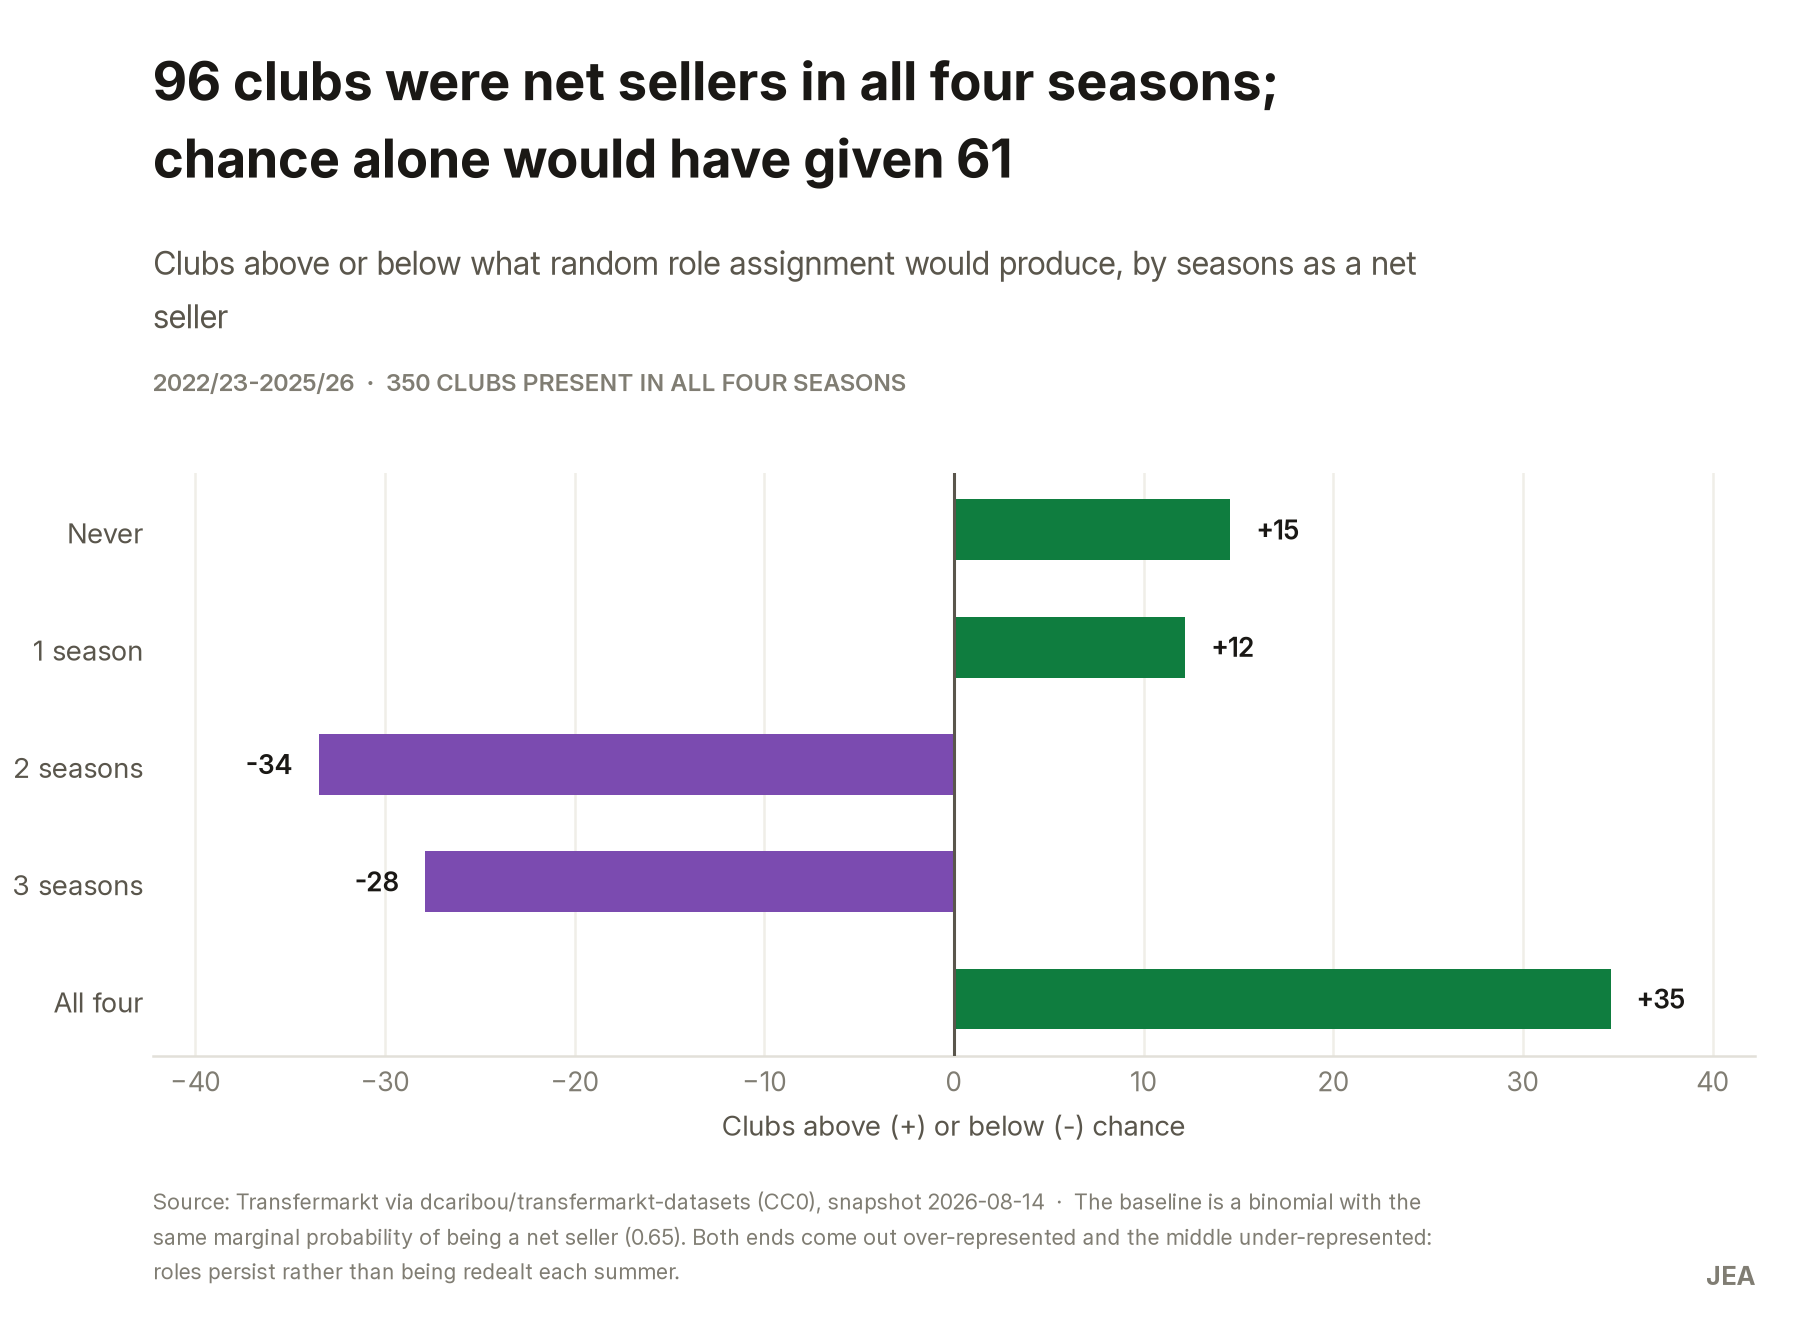 96 clubs were net sellers in all four seasons;
chance alone would have given 61
Clubs above or below what random role assignment would produce, by seasons as a net
seller
2022/23-2025/26 · 350 CLUBS PRESENT IN ALL FOUR SEASONS
Never
+15
1 season
+12
2 seasons
-34
3 seasons
-28
All four
+35
−40 −30 −20 −10 0 10 20 30 40
Clubs above (+) or below (-) chance
Source: Transfermarkt via dcaribou/transfermarkt-datasets (CC0), snapshot 2026-08-14 · The baseline is a binomial with the
same marginal probability of being a net seller (0.65). Both ends come out over-represented and the middle under-represented:
roles persist rather than being redealt each summer.
JEA